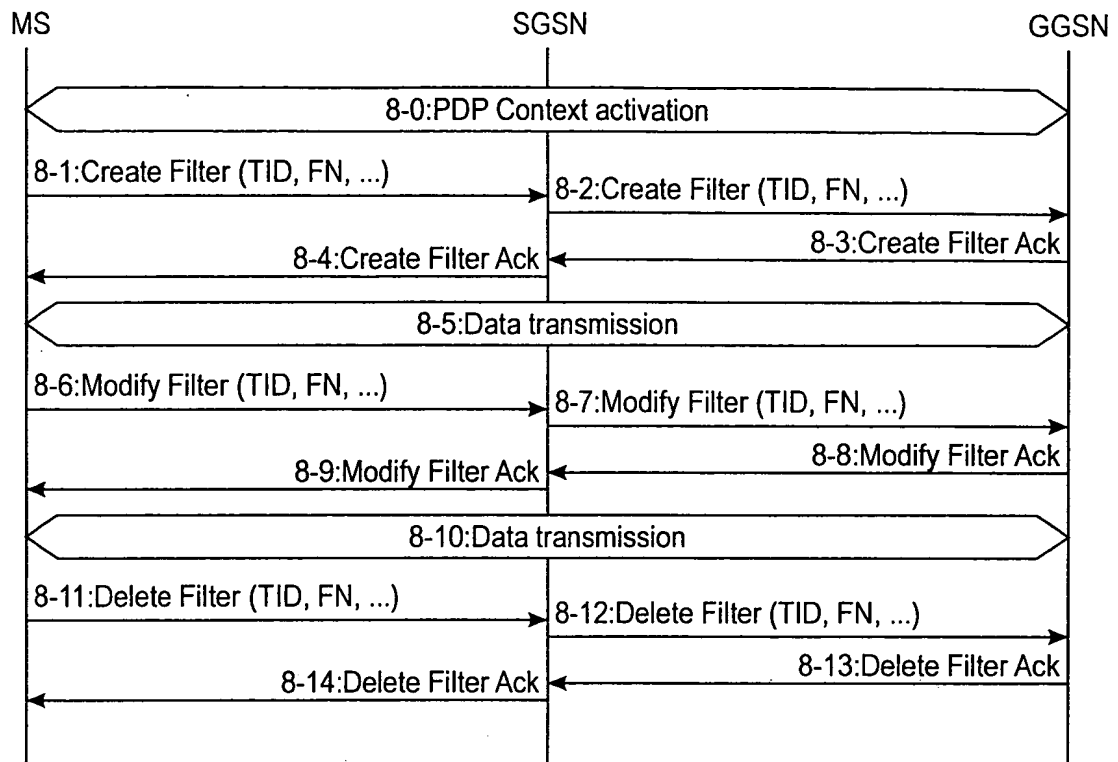 MS SGSN GGSN
8-0:PDP Context activation
8-1:Create Filter (TID, FN, ...)
8-2:Create Filter (TID, FN, ...)
8-3:Create Filter Ack
8-4:Create Filter Ack
8-5:Data transmission
8-6:Modify Filter (TID, FN, ...)
8-7:Modify Filter (TID, FN, ...)
8-8:Modify Filter Ack
8-9:Modify Filter Ack
8-10:Data transmission
8-11:Delete Filter (TID, FN, ...)
8-12:Delete Filter (TID, FN, ...)
8-13:Delete Filter Ack
8-14:Delete Filter Ack